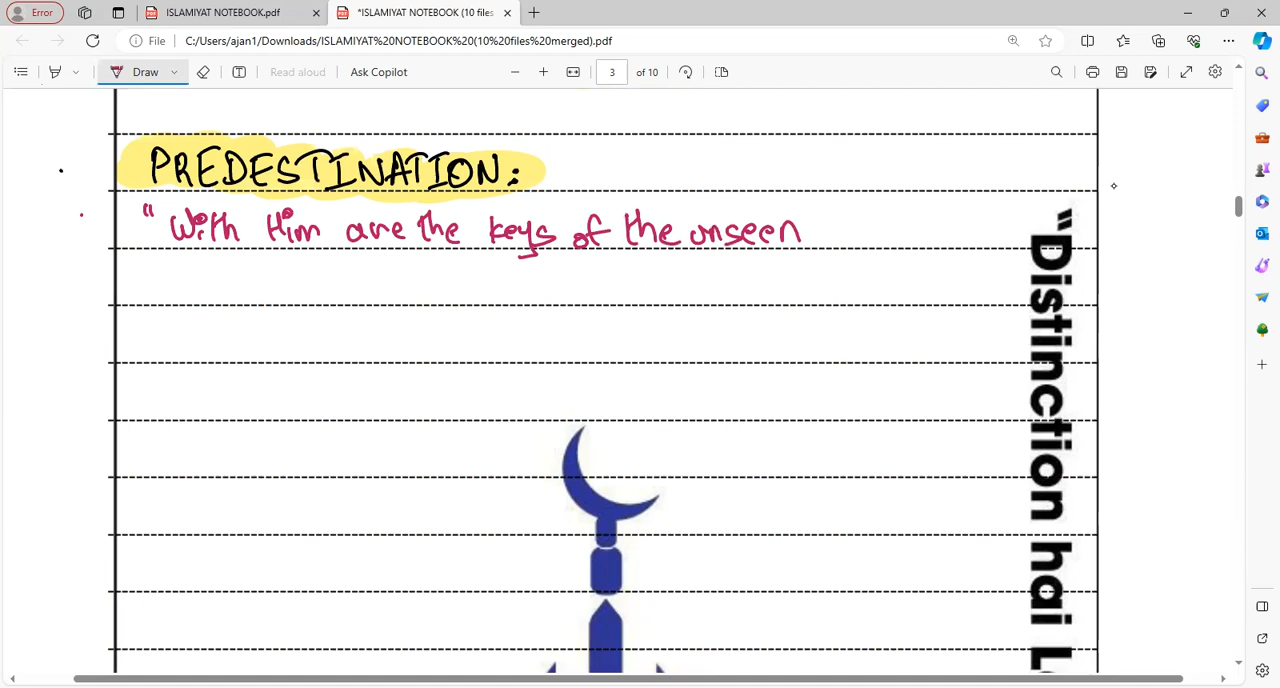 Error
ISLAMIYAT NOTEBOOK.pdf
*ISLAMIYAT NOTEBOOK (10 files
File
C:/Users/ajan1/Downloads/ISLAMIYAT%20NOTEBOOK%20(10%20files%20merged).pdf
Draw
Read aloud
Ask Copilot
3
of 10
PREDESTINATION:
"With Him are the keys of the unseen
"Distinction hai